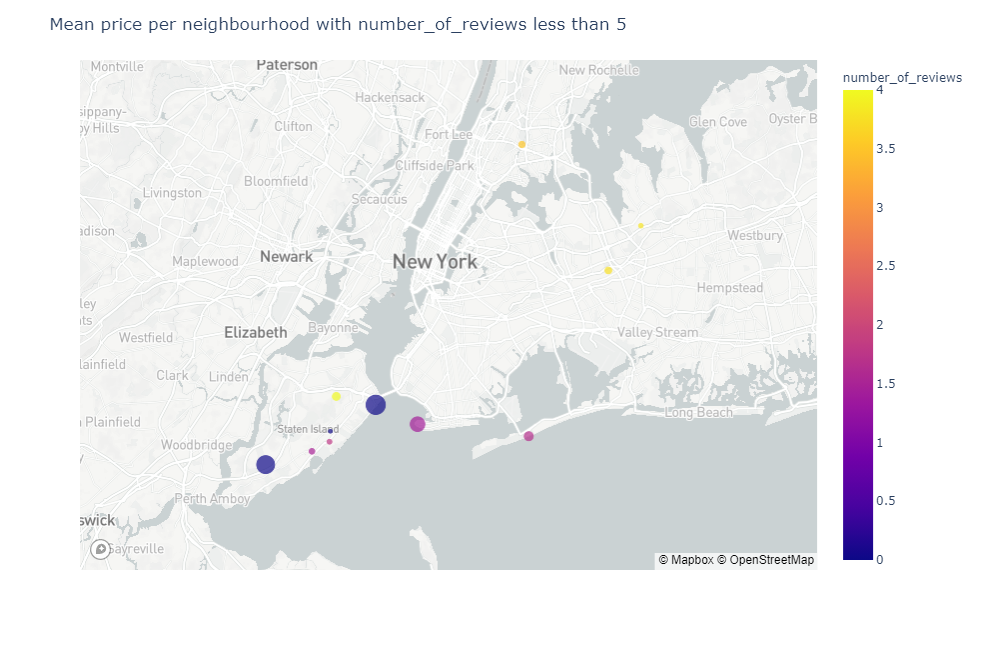 Mean price per neighbourhood with number_of_reviews less than 5
number_of_reviews
Montville
Paterson
New Rochelle
4
Hackensack
sippany-
oy Hills
Clifton
Fort Lee
Glen Cove
Oyster B
3.5
Cliffside Park
Bloomfield
Livingston
Secaucus
3
adison
Westbury
Maplewood
Newark
New York
2.5
Hempstead
ley
nts
Westfield
Elizabeth
Bayonne
Valley Stream
2
lainfield
Clark
Linden
1.5
Long Beach
h Plainfield
Staten Island
Woodbridge
1
Perth Amboy
0.5
swick
Sayreville
© Mapbox © OpenStreetMap
0